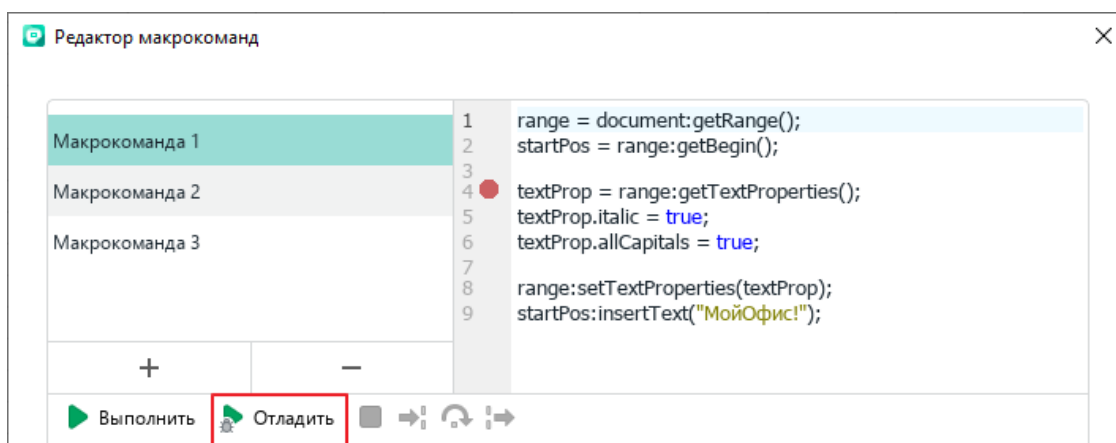 Редактор макрокоманд
Макрокоманда 1
Макрокоманда 2
Макрокоманда 3
1 range = document:getRange();
2 startPos = range:getBegin();
3
4 textProp = range:getTextProperties();
5 textProp.italic = true;
6 textProp.allCapitals = true;
7
8 range:setTextProperties(textProp);
9 startPos:insertText("МойОфис!");
+ −
Выполнить Отладить